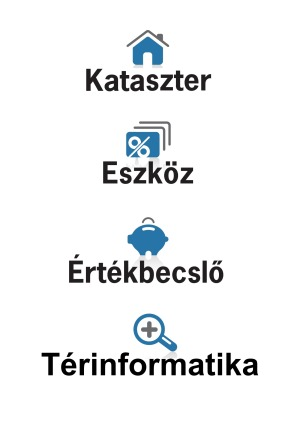 Kataszter
%
Eszköz
Értékbecslő
Térinformatika